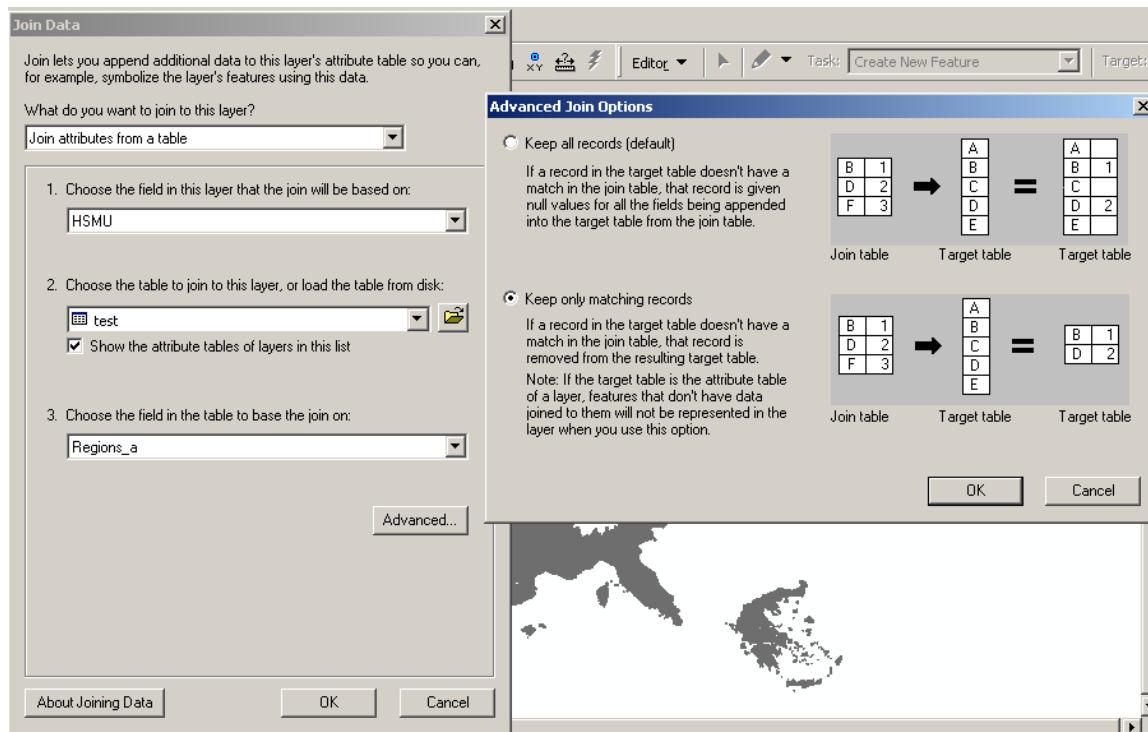 Join Data
Join lets you append additional data to this layer's attribute table so you can,
for example, symbolize the layer's features using this data.
What do you want to join to this layer?
Join attributes from a table
1. Choose the field in this layer that the join will be based on:
HSMU
2. Choose the table to join to this layer, or load the table from disk:
test
Show the attribute tables of layers in this list
3. Choose the field in the table to base the join on:
Regions_a
Advanced...
About Joining Data
OK
Cancel
XY
Editor
Task:
Create New Feature
Target:
Advanced Join Options
Keep all records (default)
If a record in the target table doesn't have a
match in the join table, that record is given
null values for all the fields being appended
into the target table from the join table.
B 1
D 2
F 3
A
B
C
D
E
A
B 1
C
D 2
E
Join table
Target table
Target table
Keep only matching records
If a record in the target table doesn't have a
match in the join table, that record is
removed from the resulting target table.
Note: If the target table is the attribute table
of a layer, features that don't have data
joined to them will not be represented in the
layer when you use this option.
B 1
D 2
F 3
A
B
C
D
E
B 1
D 2
Join table
Target table
Target table
OK
Cancel